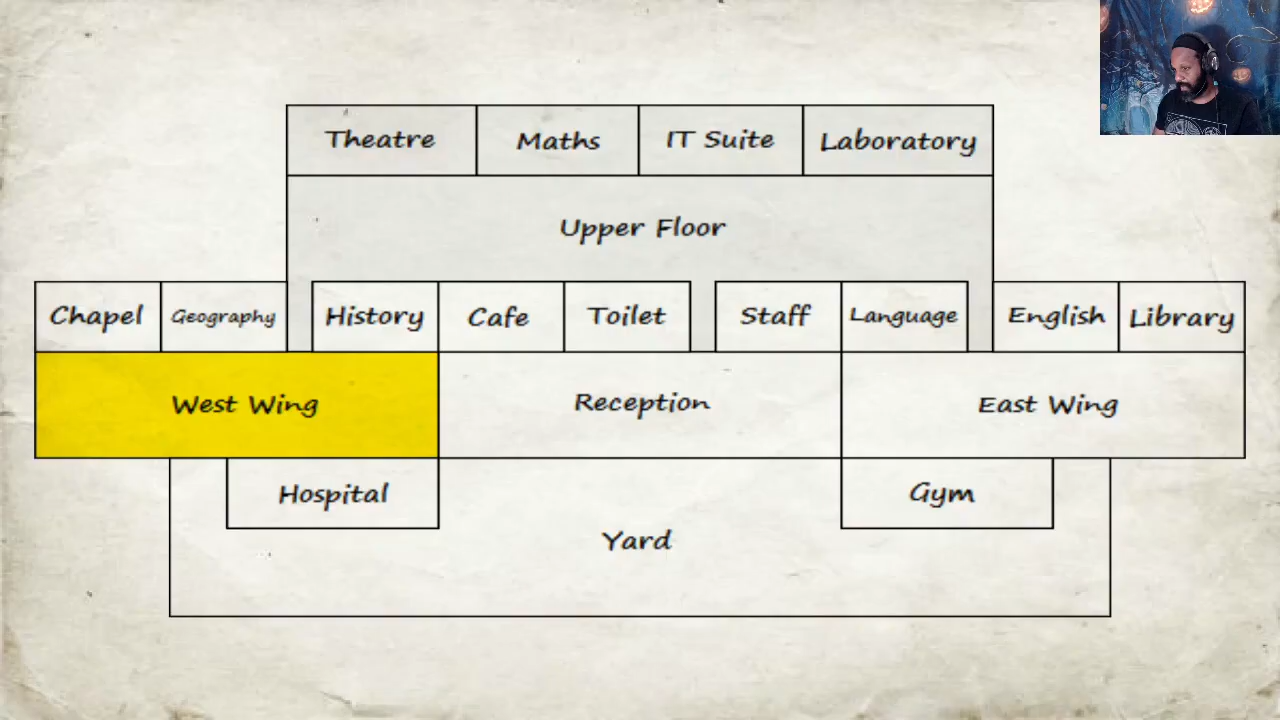 Theatre
Maths
IT Suite
Laboratory
Upper Floor
Chapel
Geography
History
Cafe
Toilet
Staff
Language
English
Library
West Wing
Reception
East Wing
Hospital
Gym
Yard